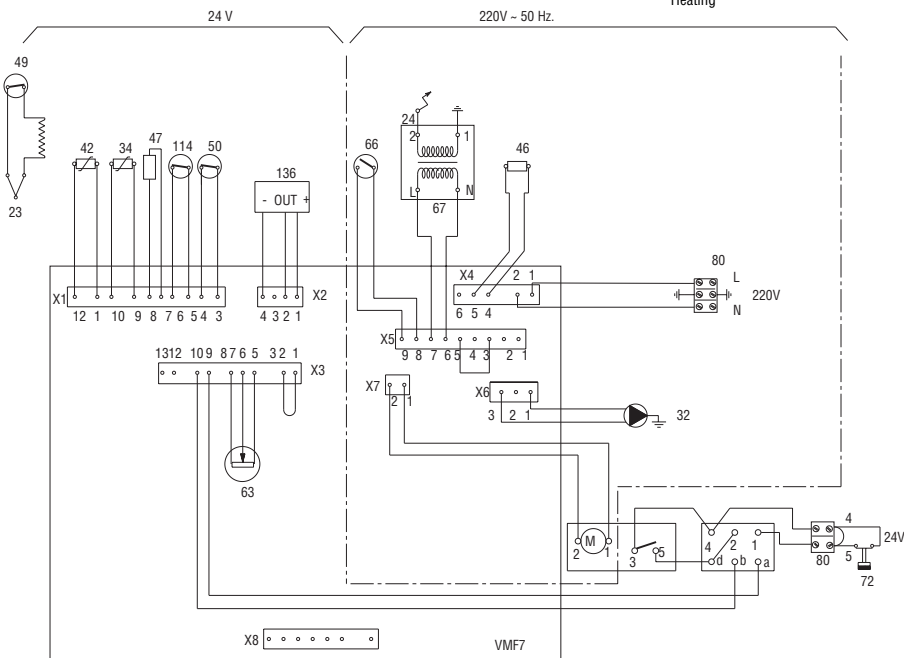 Heating
24 V
220V ~ 50 Hz.
49
23
42
34
47
114
50
136
- OUT +
66
24
2
1
L
N
67
46
80
L
220V
N
X1
12 1 10 9 8 7 6 5 4 3
X2
4 3 2 1
X4
2 1
6 5 4
X5
9 8 7 6 5 4 3 2 1
X3
13 12 10 9 8 7 6 5 3 2 1
X7
2 1
X6
3 2 1
32
63
M
2
1
3
5
4 2 1
d b a
4
80
5
24V
72
X8
VMF7